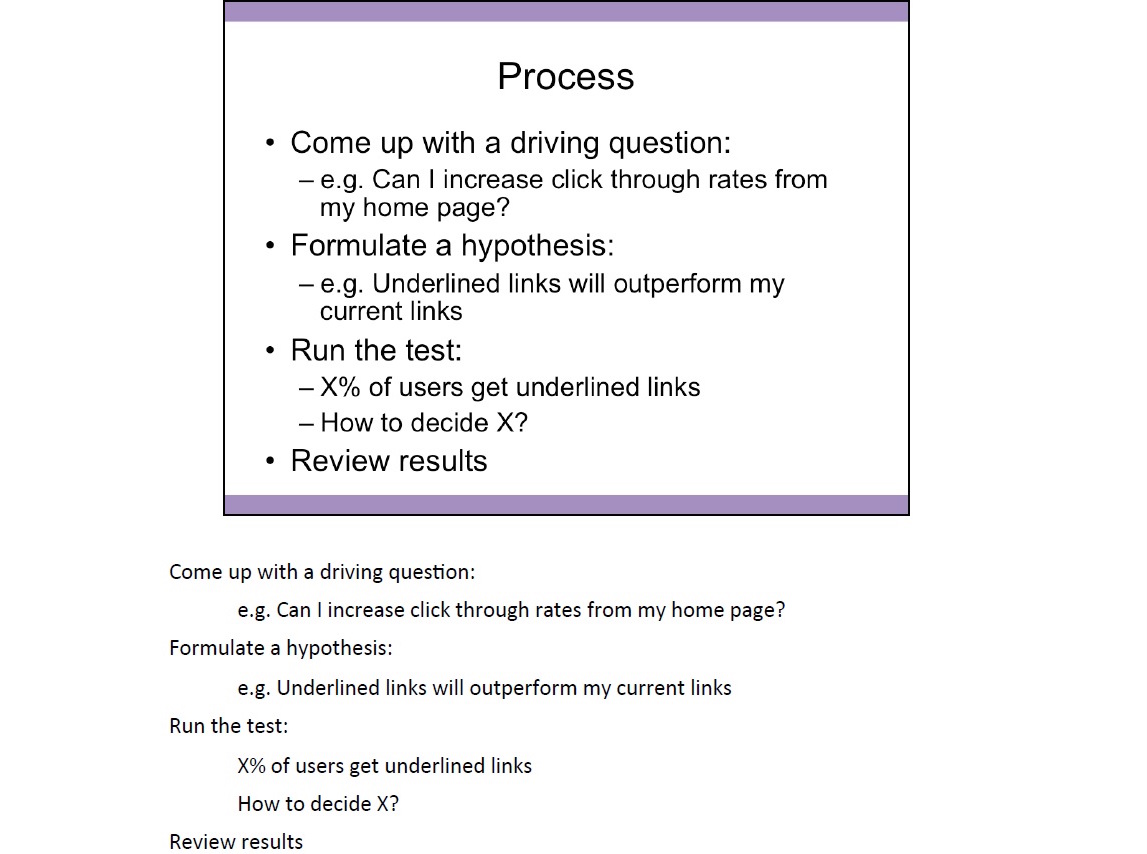 Process
• Come up with a driving question:
– e.g. Can I increase click through rates from
my home page?
• Formulate a hypothesis:
– e.g. Underlined links will outperform my
current links
• Run the test:
– X% of users get underlined links
– How to decide X?
• Review results
Come up with a driving question:
e.g. Can I increase click through rates from my home page?
Formulate a hypothesis:
e.g. Underlined links will outperform my current links
Run the test:
X% of users get underlined links
How to decide X?
Review results